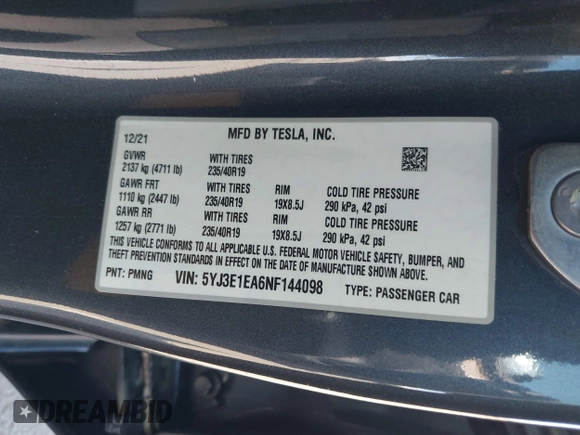 12/21 MFD BY TESLA, INC.
GVWR WITH TIRES
2137 kg (4711 lb) 235/40R19
GAWR FRT WITH TIRES RIM COLD TIRE PRESSURE
1110 kg (2447 lb) 235/40R19 19X8.5J 290 kPa, 42 psi
GAWR RR WITH TIRES RIM COLD TIRE PRESSURE
1257 kg (2771 lb) 235/40R19 19X8.5J 290 kPa, 42 psi
THIS VEHICLE CONFORMS TO ALL APPLICABLE U.S. FEDERAL MOTOR VEHICLE SAFETY, BUMPER, AND
THEFT PREVENTION STANDARDS IN EFFECT ON THE DATE OF MANUFACTURE SHOWN ABOVE.
PNT: PMNG VIN: 5YJ3E1EA6NF144098 TYPE: PASSENGER CAR
DREAMBID